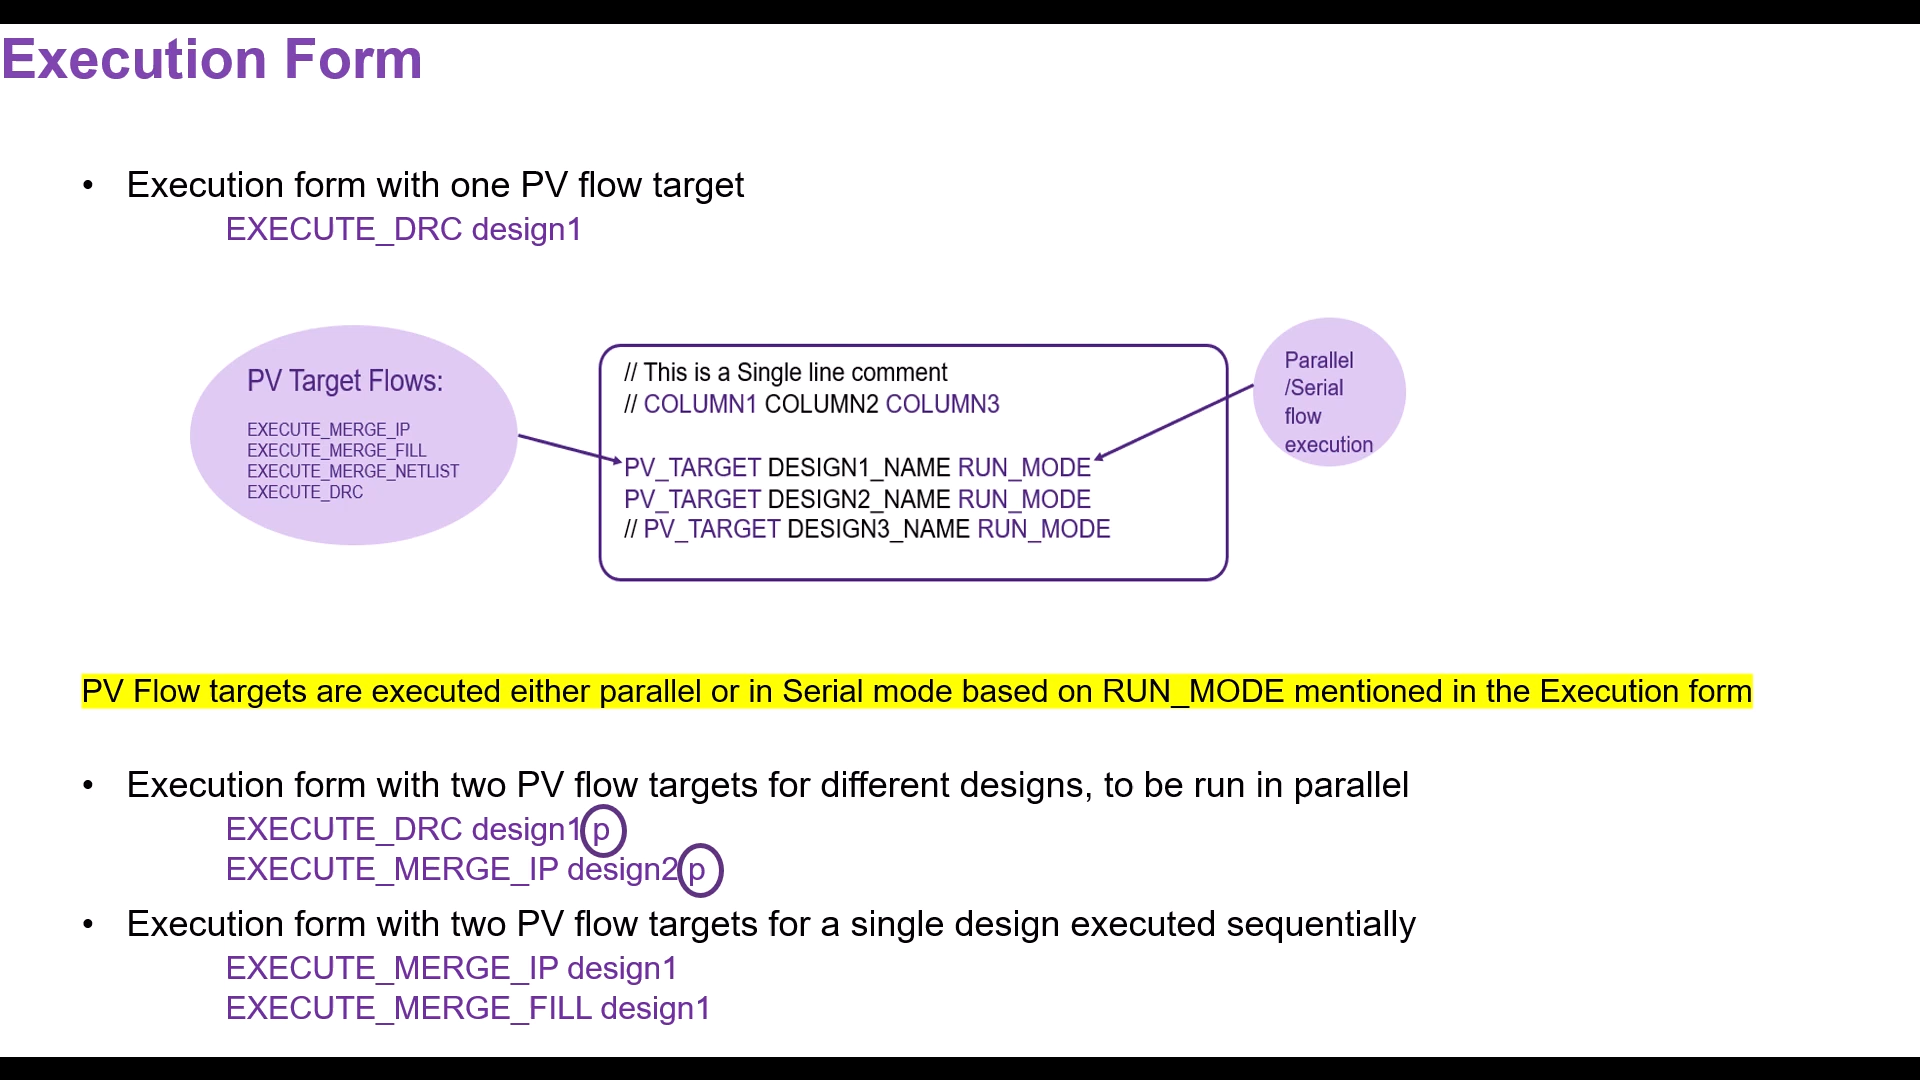 Execution Form
• Execution form with one PV flow target
EXECUTE_DRC design1
PV Target Flows:
EXECUTE_MERGE_IP
EXECUTE_MERGE_FILL
EXECUTE_MERGE_NETLIST
EXECUTE_DRC
// This is a Single line comment
// COLUMN1 COLUMN2 COLUMN3
PV_TARGET DESIGN1_NAME RUN_MODE
PV_TARGET DESIGN2_NAME RUN_MODE
// PV_TARGET DESIGN3_NAME RUN_MODE
Parallel
/Serial
flow
execution
PV Flow targets are executed either parallel or in Serial mode based on RUN_MODE mentioned in the Execution form
• Execution form with two PV flow targets for different designs, to be run in parallel
EXECUTE_DRC design1 p
EXECUTE_MERGE_IP design2 p
• Execution form with two PV flow targets for a single design executed sequentially
EXECUTE_MERGE_IP design1
EXECUTE_MERGE_FILL design1